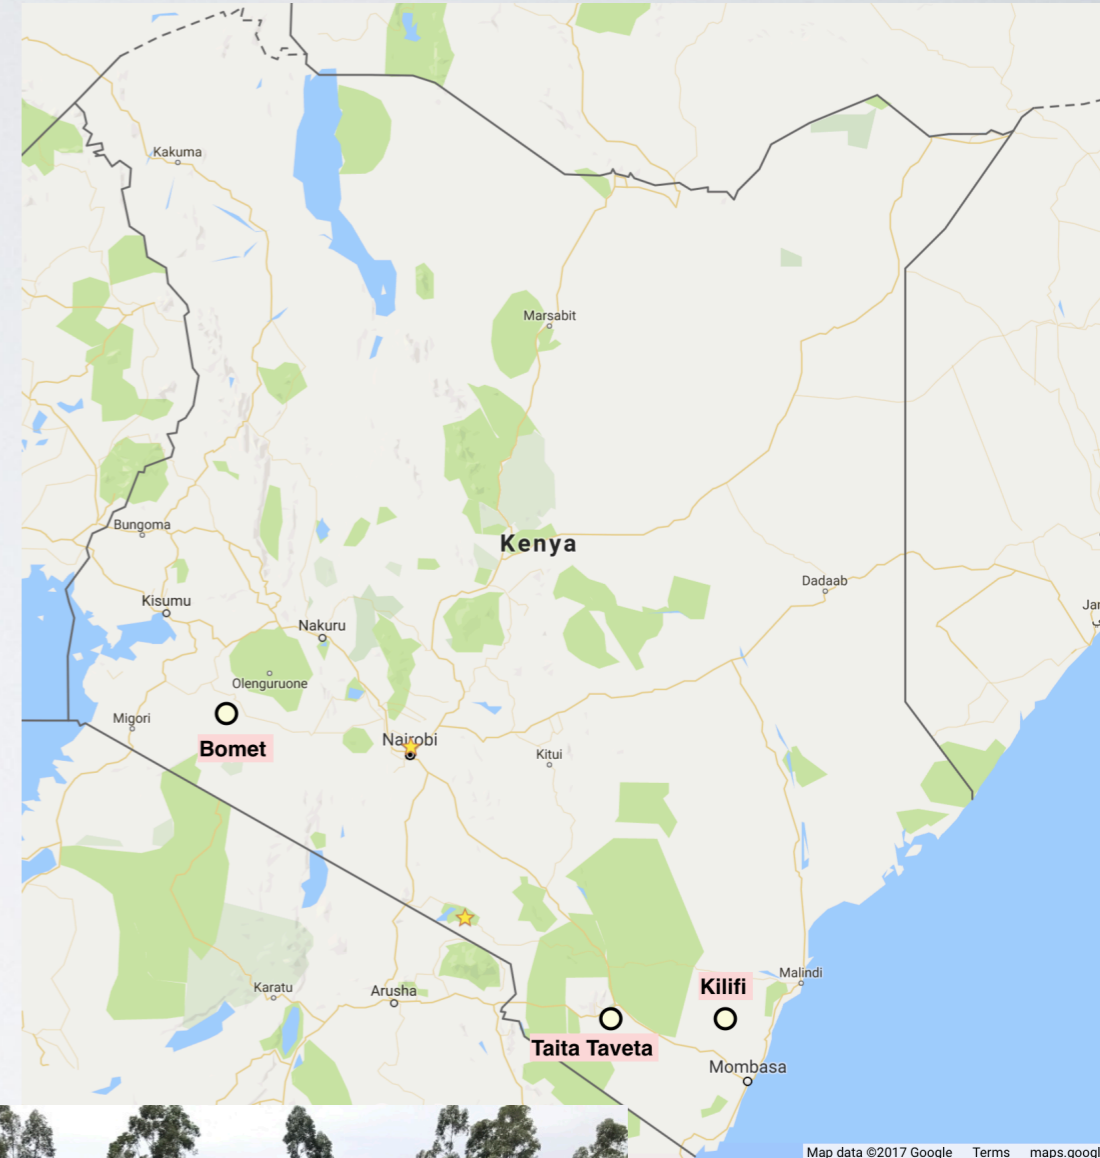 Kakuma
Marsabit
Bungoma
Kenya
Dadaab
Kisumu
Nakuru
Olenguruone
Migori
Bomet
Nairobi
Kitui
Malindi
Kilifi
Karatu
Arusha
Taita Taveta
Mombasa
Map data ©2017 Google Terms